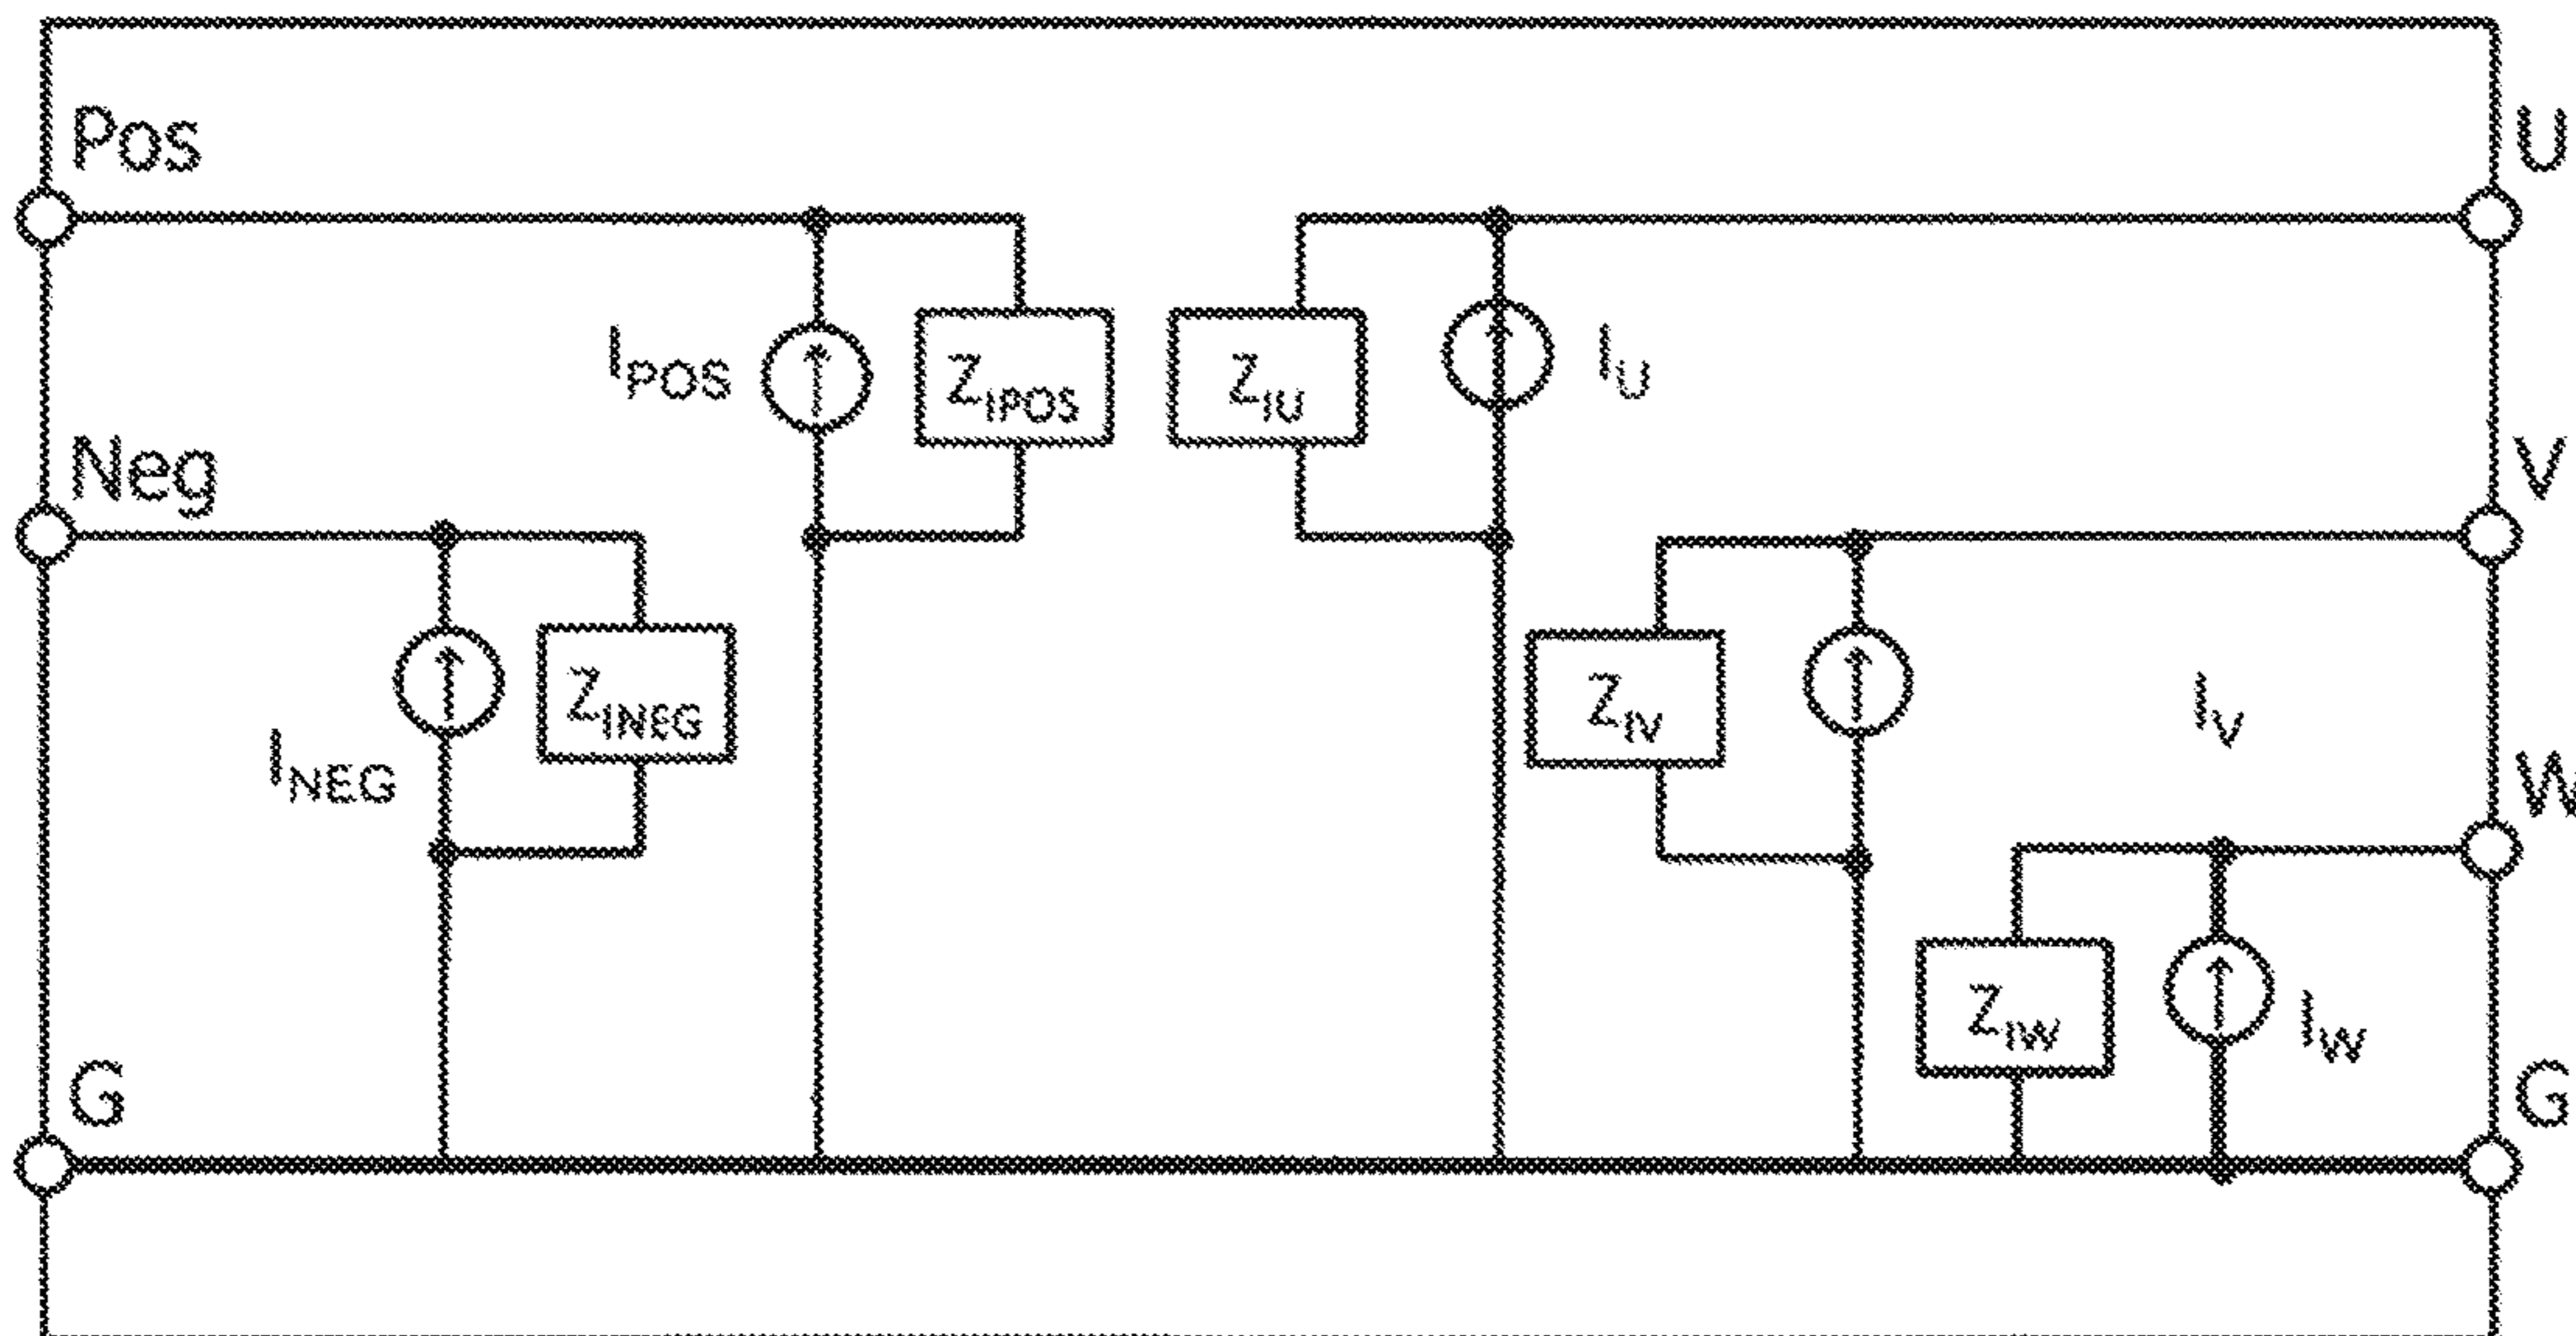 Pos
U
I_POS
Z_IPOS
Z_IU
I_U
Neg
V
I_NEG
Z_INEG
Z_IV
I_V
W
Z_IW
I_W
G
G